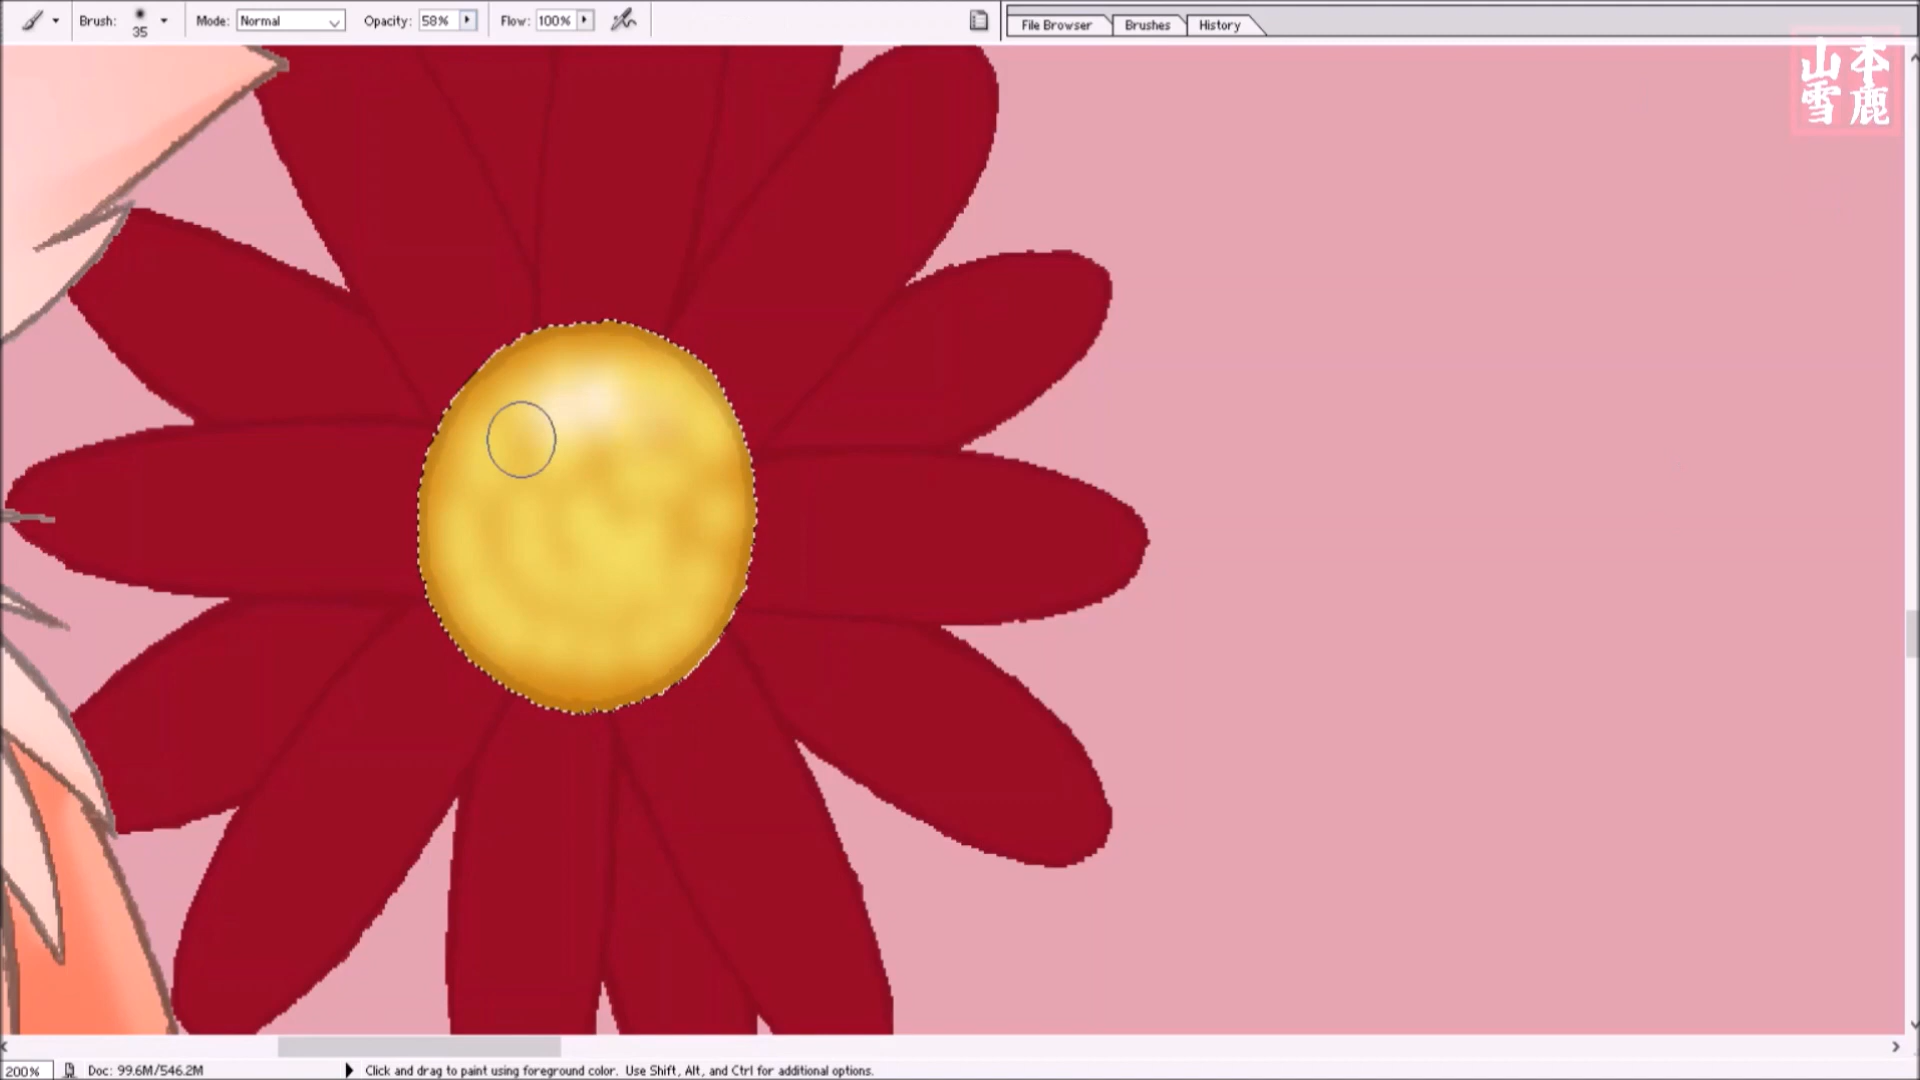 Brush: 35 Mode: Normal Opacity: 58% Flow: 100% File Browser Brushes History
山本
雪鹿
200% Doc: 99.6M/546.2M Click and drag to paint using foreground color. Use Shift, Alt, and Ctrl for additional options.